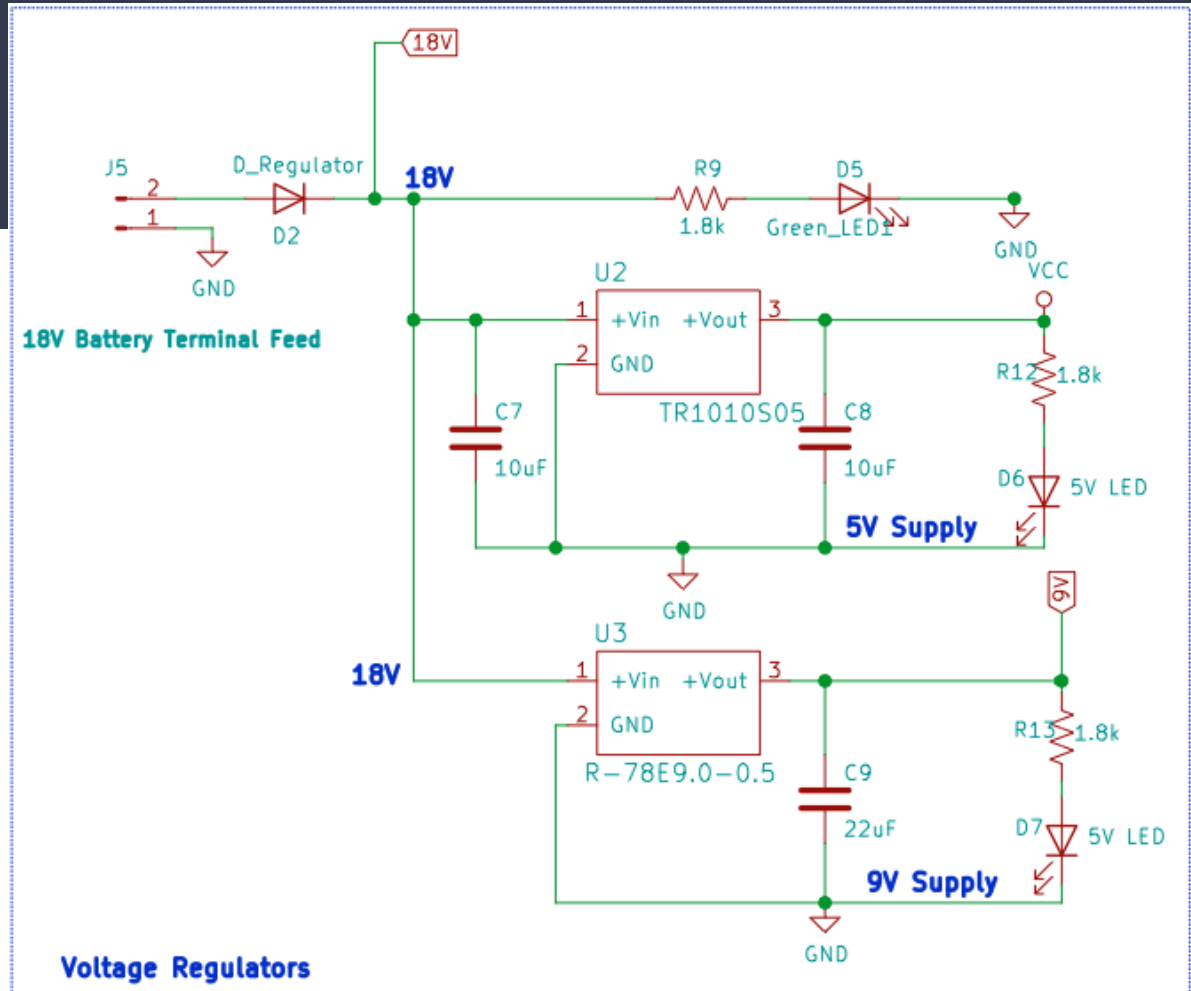 18V
J5
D_Regulator
18V
R9
D5
2
1
D2
1.8k
Green_LED1
GND
GND
VCC
18V Battery Terminal Feed
U2
1
+Vin
+Vout
3
2
GND
TR1010S05
R12
1.8k
C7
10uF
C8
10uF
D6
5V LED
5V Supply
GND
9V
U3
18V
1
+Vin
+Vout
3
2
GND
R-78E9.0-0.5
R13
1.8k
C9
22uF
D7
5V LED
9V Supply
GND
Voltage Regulators